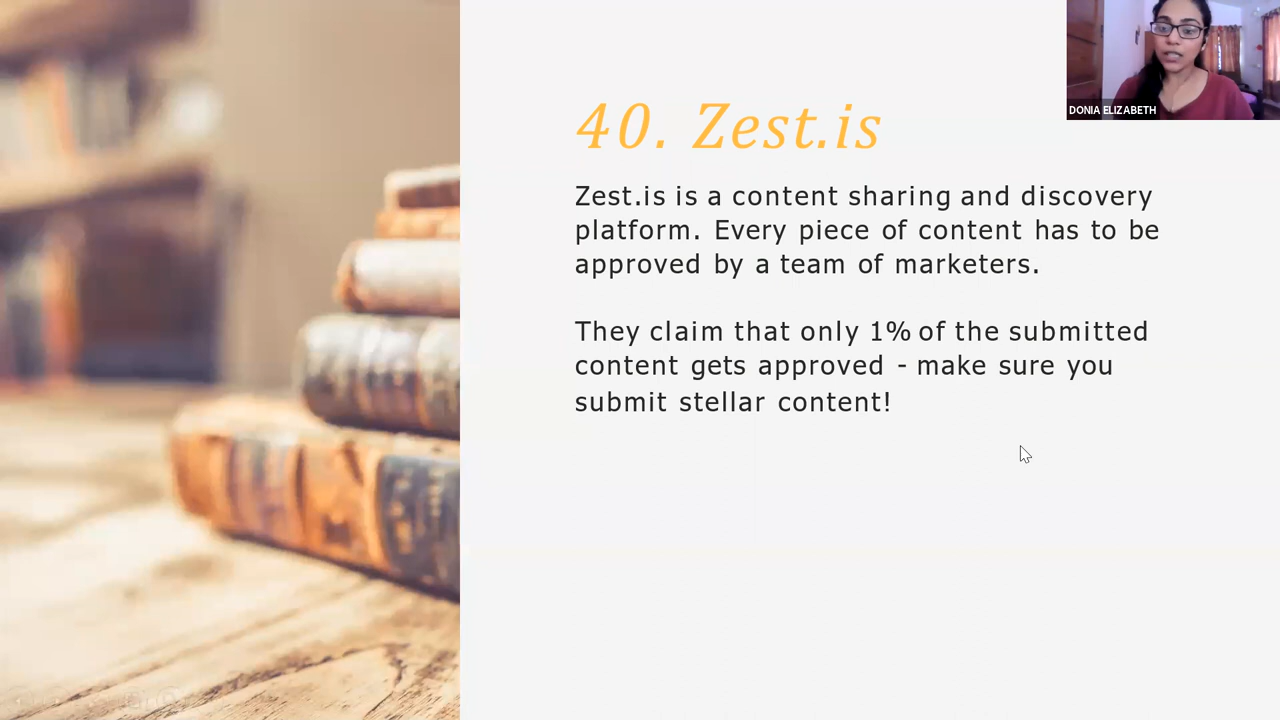 40. Zest.is
Zest.is is a content sharing and discovery
platform. Every piece of content has to be
approved by a team of marketers.
They claim that only 1% of the submitted
content gets approved - make sure you
submit stellar content!
DONIA ELIZABETH